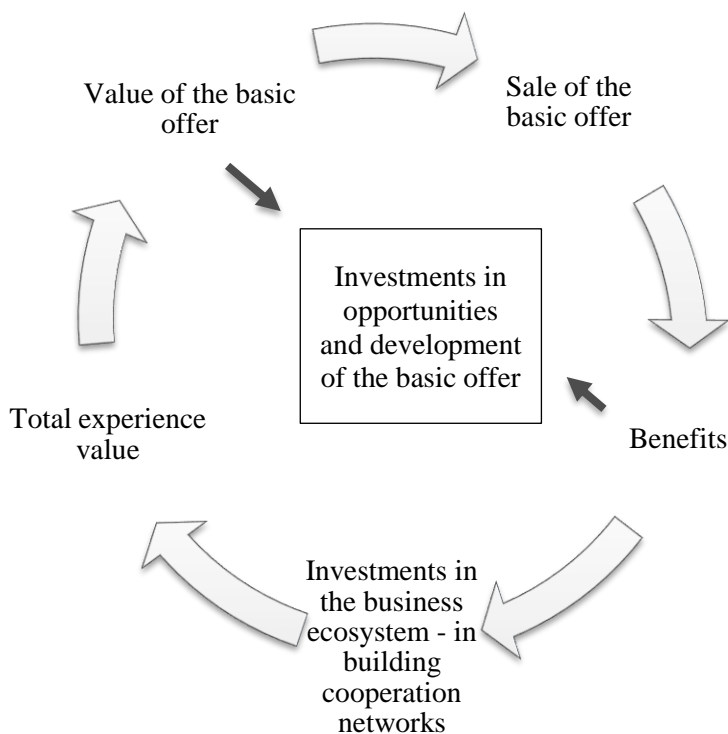 Value of the basic
offer
Sale of the
basic offer
Investments in
opportunities
and development
of the basic offer
Total experience
value
Benefits
Investments in
the business
ecosystem - in
building
cooperation
networks